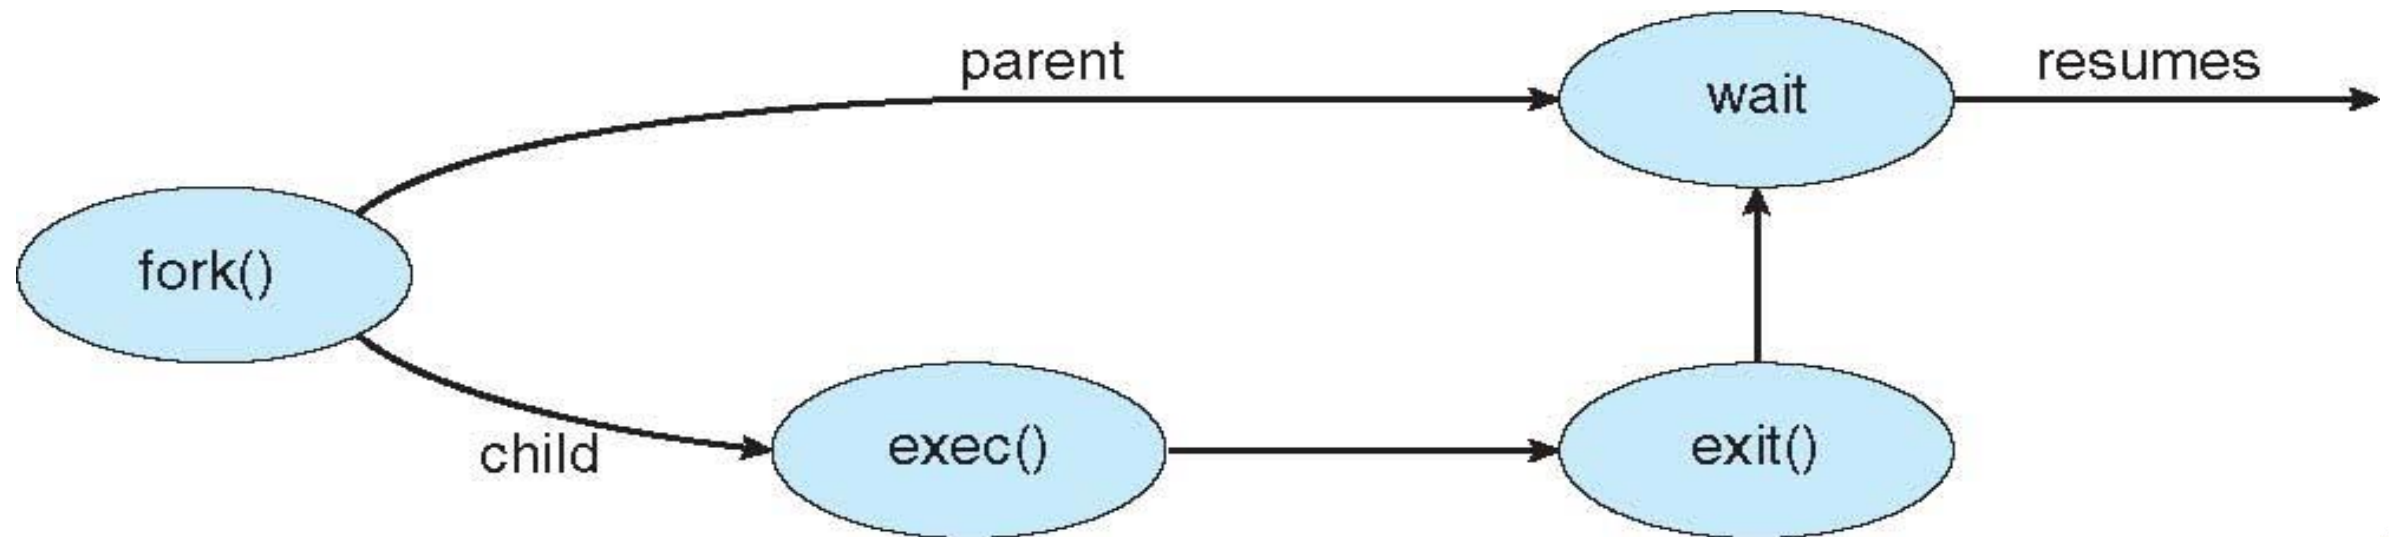 parent
wait
resumes
fork()
child
exec()
exit()